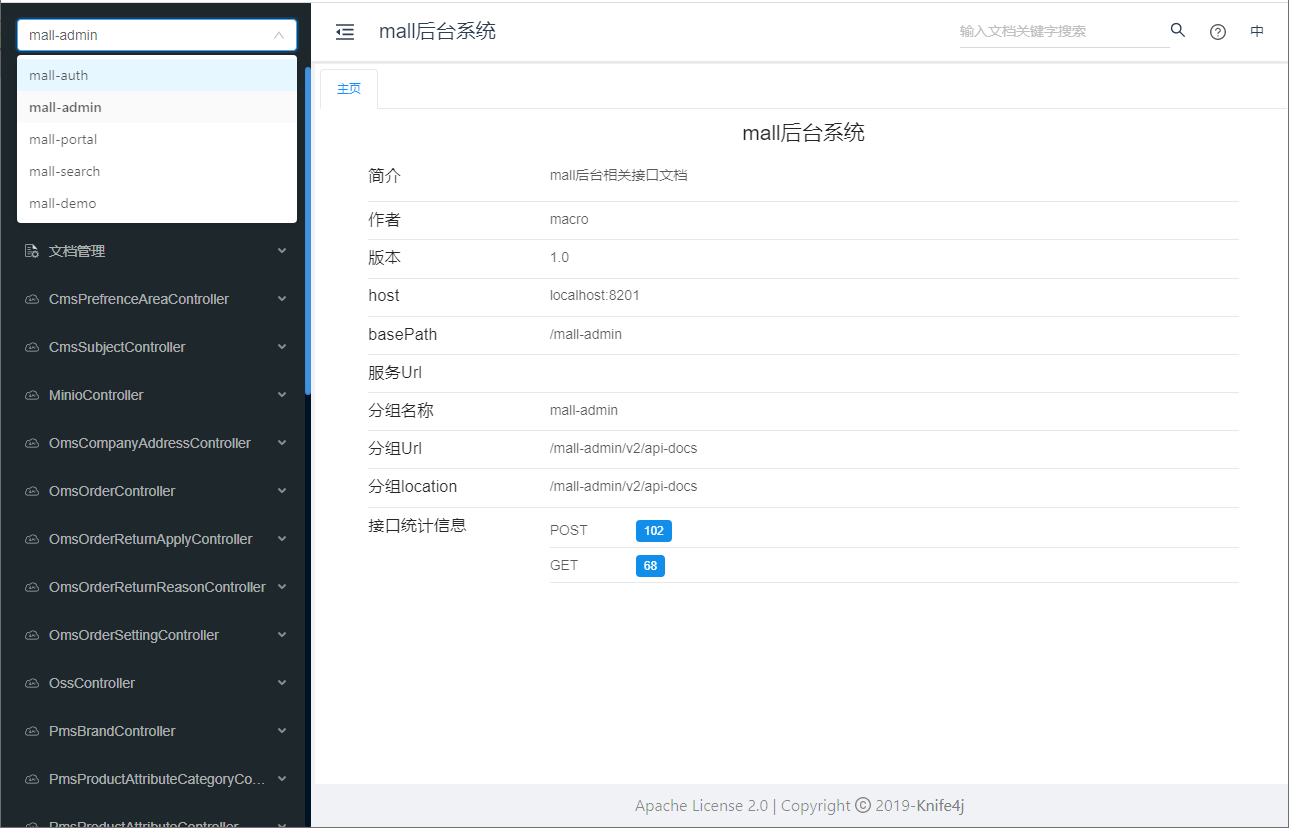 mall-admin
mall-auth
mall-admin
mall-portal
mall-search
mall-demo
文档管理
CmsPrefrenceAreaController
CmsSubjectController
MinioController
OmsCompanyAddressController
OmsOrderController
OmsOrderReturnApplyController
OmsOrderReturnReasonController
OmsOrderSettingController
OssController
PmsBrandController
PmsProductAttributeCategoryCo...
PmsProductAttributeController
mall后台系统
输入文档关键字搜索
中
主页
mall后台系统
简介 mall后台相关接口文档
作者 macro
版本 1.0
host localhost:8201
basePath /mall-admin
服务Url
分组名称 mall-admin
分组Url /mall-admin/v2/api-docs
分组location /mall-admin/v2/api-docs
接口统计信息 POST 102
GET 68
Apache License 2.0 | Copyright © 2019-Knife4j